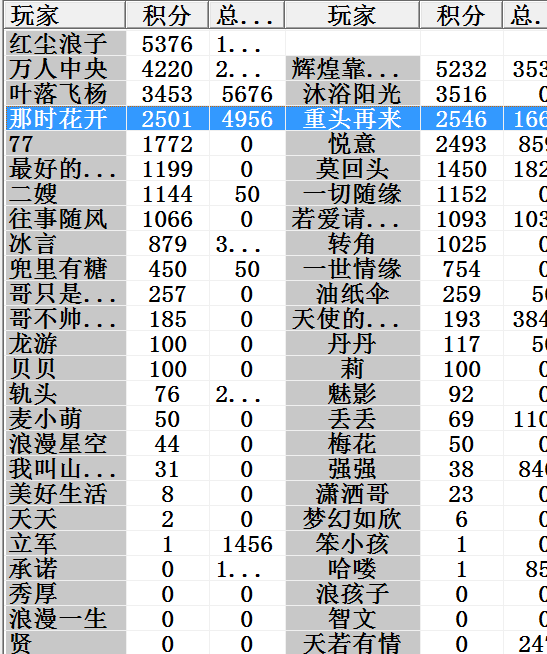 玩家 积分 总... 玩家 积分 总..
红尘浪子 5376 1...
万人中央 4220 2... 辉煌靠... 5232 353
叶落飞杨 3453 5676 沐浴阳光 3516 0
那时花开 2501 4956 重头再来 2546 166
77 1772 0 悦意 2493 859
最好的... 1199 0 莫回头 1450 182
二嫂 1144 50 一切随缘 1152 0
往事随风 1066 0 若爱请... 1093 103
冰言 879 3... 转角 1025 0
兜里有糖 450 50 一世情缘 754 0
哥只是... 257 0 油纸伞 259 50
哥不帅... 185 0 天使的... 193 384
龙游 100 0 丹丹 117 50
贝贝 100 0 莉 100 0
轨头 76 2... 魅影 92 0
麦小萌 50 0 丢丢 69 110
浪漫星空 44 0 梅花 50 0
我叫山... 31 0 强强 38 840
美好生活 8 0 潇洒哥 23 0
天天 2 0 梦幻如欣 6 0
立军 1 1456 笨小孩 1 0
承诺 0 1... 哈喽 1 85
秀厚 0 0 浪孩子 0 0
浪漫一生 0 0 智文 0 0
贤 0 0 天若有情 0 247